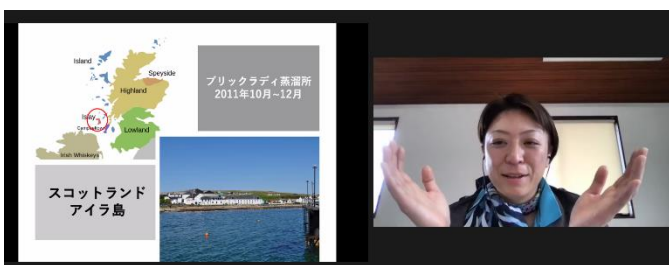 Island
Speyside
Highland
Islay
Lowland
Irish Whiskeys
ブリックラディ蒸溜所
2011年10月~12月
スコットランド
アイラ島